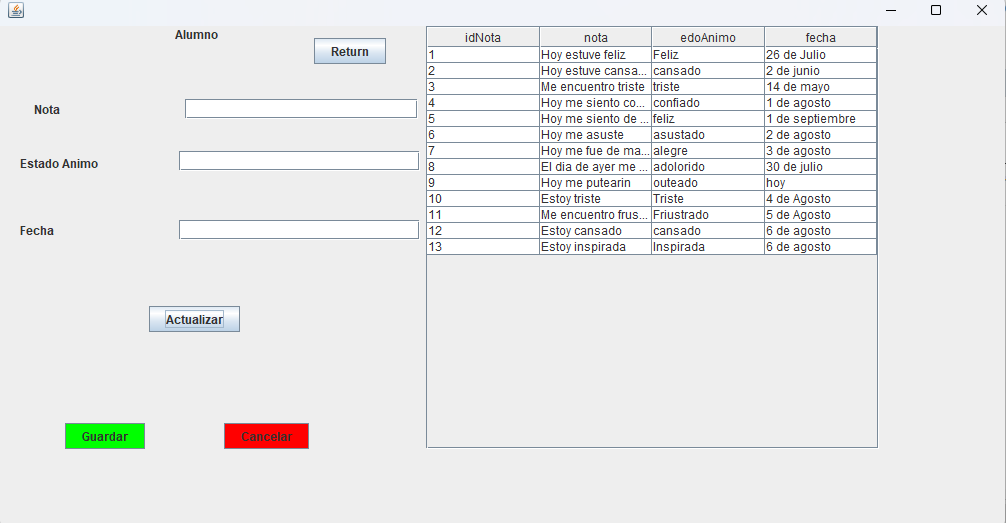 Alumno
Return
Nota
Estado Animo
Fecha
Actualizar
Guardar Cancelar
idNota nota edoAnimo fecha
1 Hoy estuve feliz Feliz 26 de Julio
2 Hoy estuve cansa... cansado 2 de junio
3 Me encuentro triste triste 14 de mayo
4 Hoy me siento co... confiado 1 de agosto
5 Hoy me siento de ... feliz 1 de septiembre
6 Hoy me asuste asustado 2 de agosto
7 Hoy me fue de ma... alegre 3 de agosto
8 El dia de ayer me ... adolorido 30 de julio
9 Hoy me putearin outeado hoy
10 Estoy triste Triste 4 de Agosto
11 Me encuentro frus... Friustrado 5 de Agosto
12 Estoy cansado cansado 6 de agosto
13 Estoy inspirada Inspirada 6 de agosto